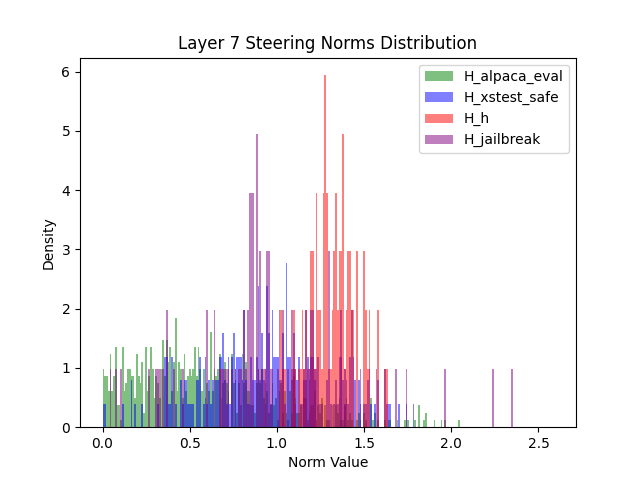 Layer 7 Steering Norms Distribution
6
5
4
3
2
1
0
Density
H_alpaca_eval
H_xstest_safe
H_h
H_jailbreak
0.0 0.5 1.0 1.5 2.0 2.5
Norm Value